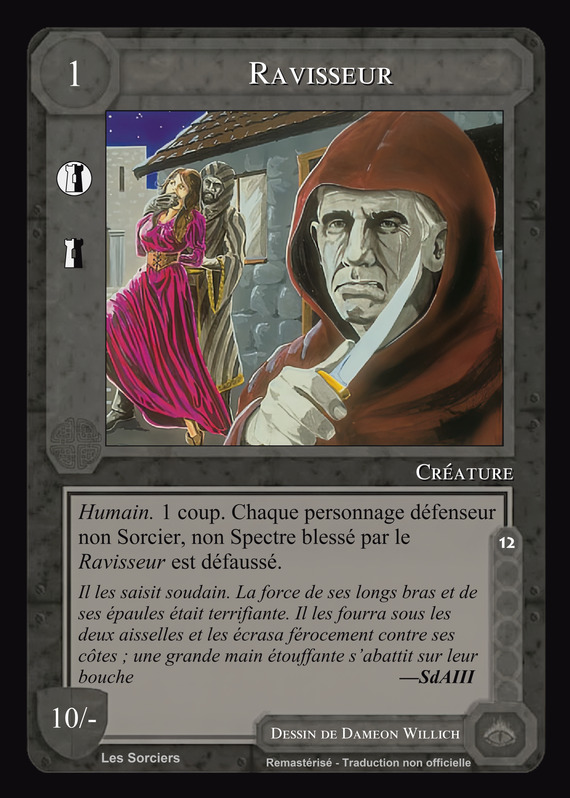 1
Ravisseur
Créature
Humain. 1 coup. Chaque personnage défenseur
non Sorcier, non Spectre blessé par le
Ravisseur est défaussé.
12
Il les saisit soudain. La force de ses longs bras et de
ses épaules était terrifiante. Il les fourra sous les
deux aisselles et les écrasa férocement contre ses
côtes ; une grande main étouffante s’abattit sur leur
bouche —SdAIII
10/-
Dessin de Dameon Willich
Les Sorciers
Remastérisé - Traduction non officielle